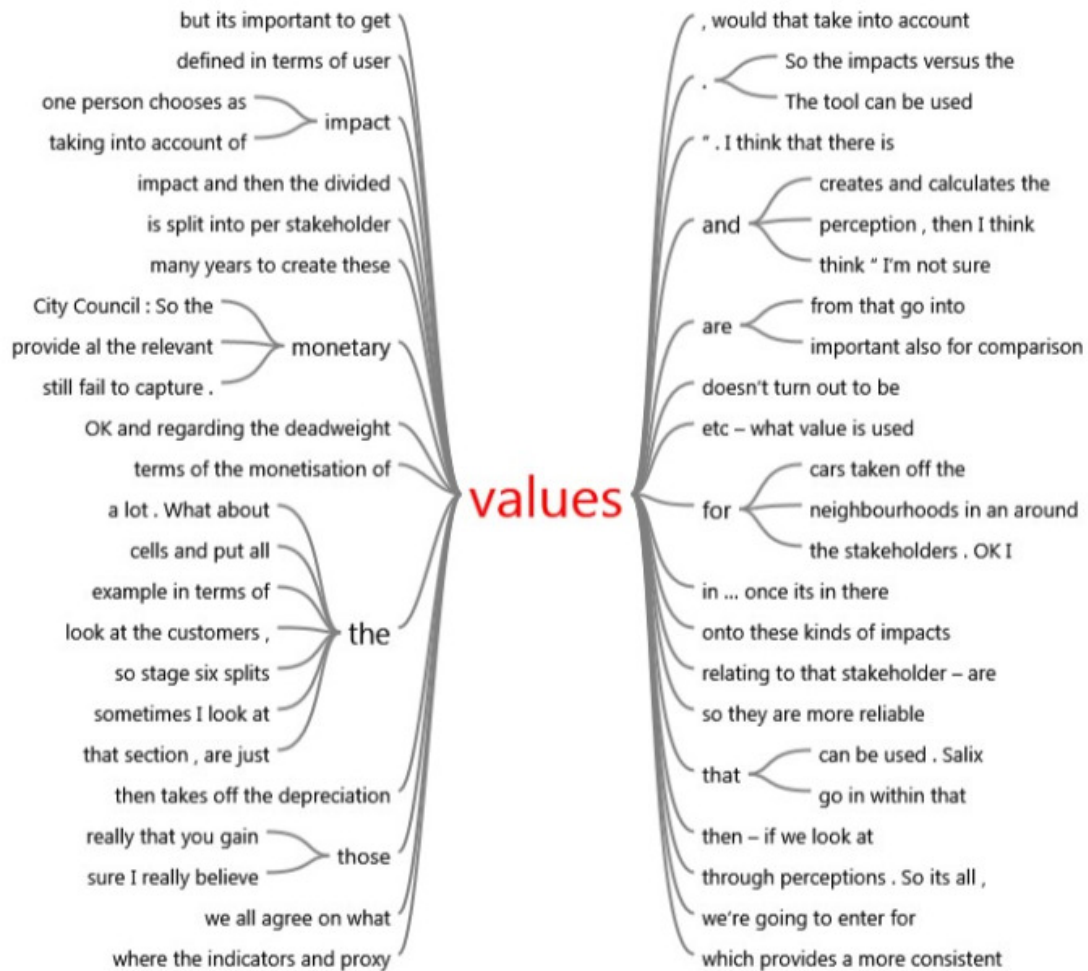 but its important to get
defined in terms of user
one person chooses as
impact
taking into account of
impact and then the divided
is split into per stakeholder
many years to create these
City Council : So the
provide al the relevant
monetary
still fail to capture .
OK and regarding the deadweight
terms of the monetisation of
a lot . What about
cells and put all
example in terms of
look at the customers ,
the
so stage six splits
sometimes I look at
that section , are just
then takes off the depreciation
really that you gain
those
sure I really believe
we all agree on what
where the indicators and proxy
values
, would that take into account
.
So the impacts versus the
The tool can be used
" . I think that there is
and
creates and calculates the
perception , then I think
think " I'm not sure
are
from that go into
important also for comparison
doesn't turn out to be
etc – what value is used
for
cars taken off the
neighbourhoods in an around
the stakeholders . OK I
in ... once its in there
onto these kinds of impacts
relating to that stakeholder – are
so they are more reliable
that
can be used . Salix
go in within that
then – if we look at
through perceptions . So its all ,
we're going to enter for
which provides a more consistent